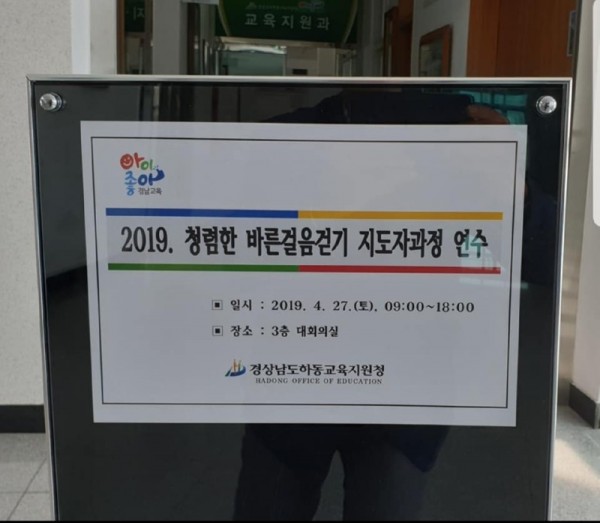 교육지원과
아이좋아
경남교육
2019. 청렴한 바른걸음걷기 지도자과정 연수
▣ 일시 : 2019. 4. 27.(토), 09:00~18:00
▣ 장소 : 3층 대회의실
경상남도하동교육지원청
HADONG OFFICE OF EDUCATION